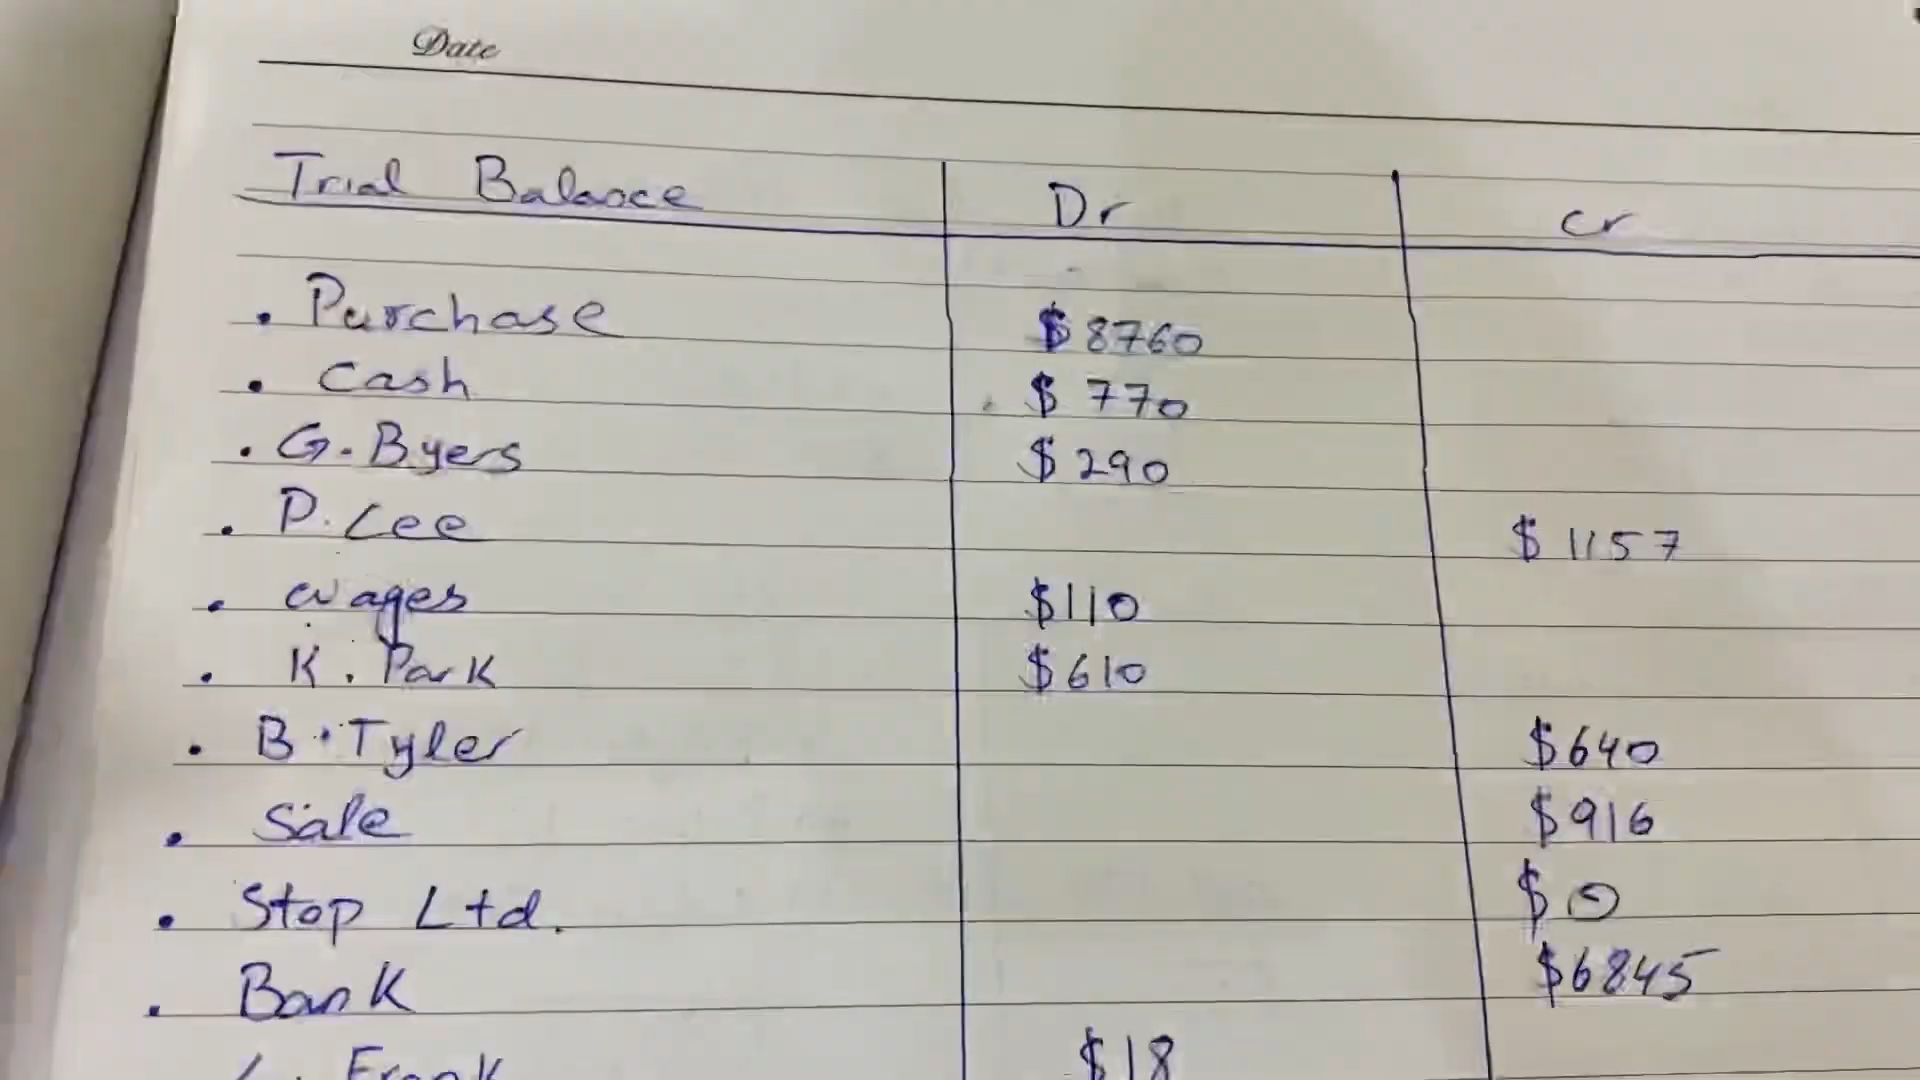 Date
Trial Balance Dr Cr
. Purchase $8760
. Cash $770
. G. Byers $290
. P. Lee $1157
. wages $110
. K. Park $610
. B. Tyler $640
. Sale $916
. Stop Ltd. $0
. Bank $6845
L. Frank $18